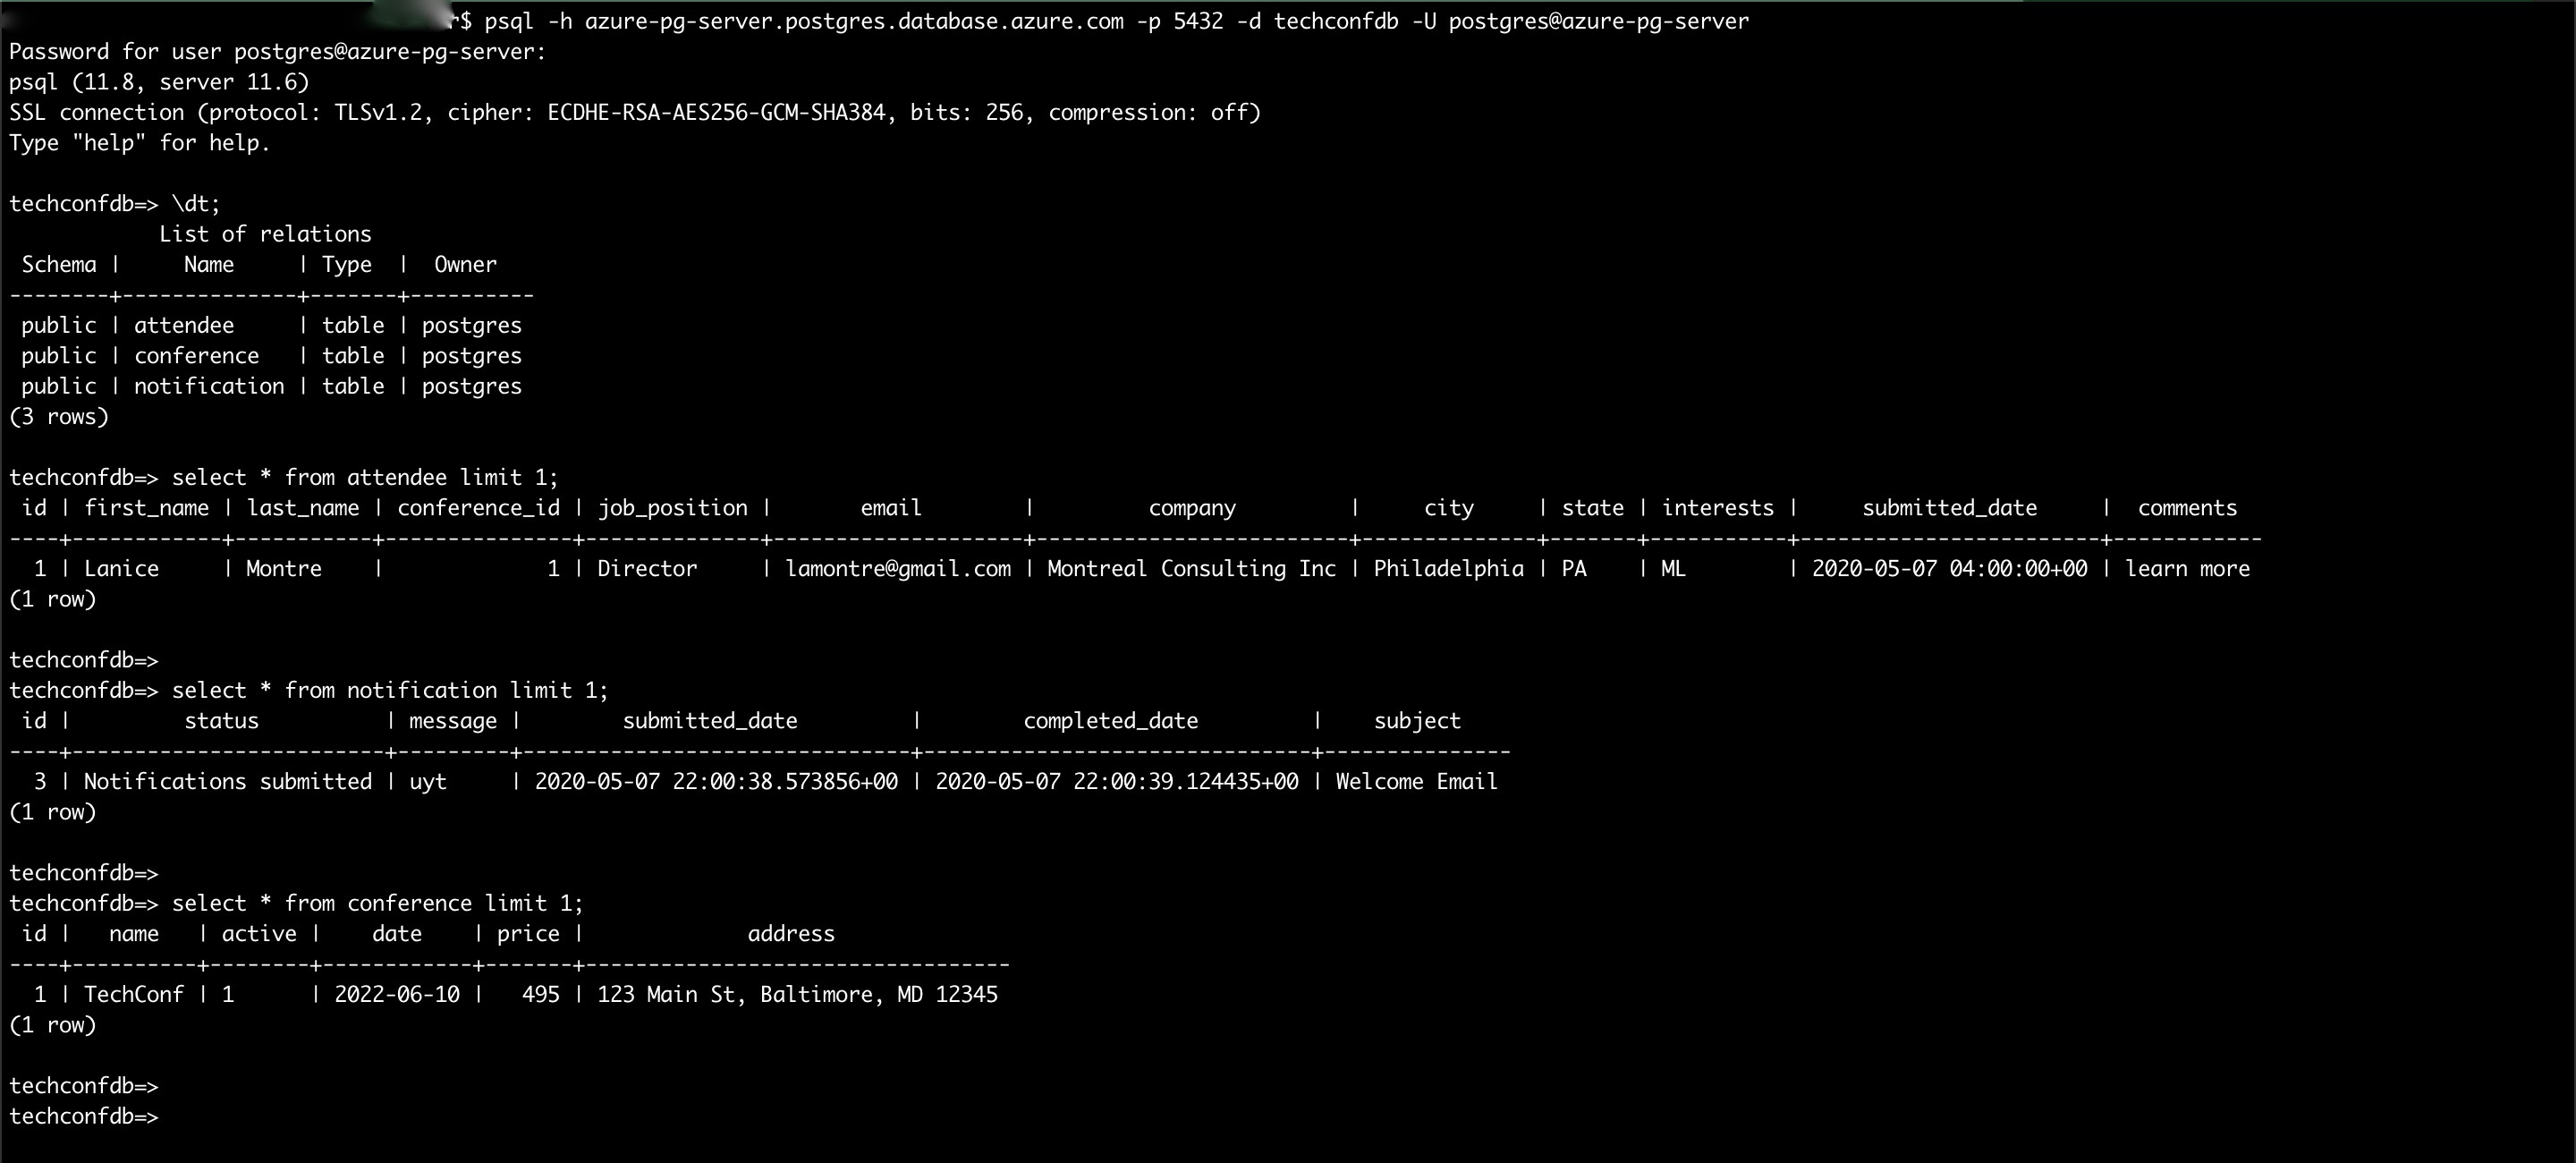 r$ psql -h azure-pg-server.postgres.database.azure.com -p 5432 -d techconfdb -U postgres@azure-pg-server
Password for user postgres@azure-pg-server:
psql (11.8, server 11.6)
SSL connection (protocol: TLSv1.2, cipher: ECDHE-RSA-AES256-GCM-SHA384, bits: 256, compression: off)
Type "help" for help.

techconfdb=> \dt;
            List of relations
 Schema |     Name     | Type  |  Owner
--------+--------------+-------+----------
 public | attendee     | table | postgres
 public | conference   | table | postgres
 public | notification | table | postgres
(3 rows)

techconfdb=> select * from attendee limit 1;
 id | first_name | last_name | conference_id | job_position |       email        |         company         |     city     | state | interests |     submitted_date     |  comments
----+------------+-----------+---------------+--------------+--------------------+-------------------------+--------------+-------+-----------+------------------------+------------
  1 | Lanice     | Montre    |             1 | Director     | lamontre@gmail.com | Montreal Consulting Inc | Philadelphia | PA    | ML        | 2020-05-07 04:00:00+00 | learn more
(1 row)

techconfdb=>
techconfdb=> select * from notification limit 1;
 id |         status          | message |        submitted_date         |        completed_date         |    subject
----+-------------------------+---------+-------------------------------+-------------------------------+---------------
  3 | Notifications submitted | uyt     | 2020-05-07 22:00:38.573856+00 | 2020-05-07 22:00:39.124435+00 | Welcome Email
(1 row)

techconfdb=>
techconfdb=> select * from conference limit 1;
 id |   name   | active |    date    | price |             address
----+----------+--------+------------+-------+----------------------------------
  1 | TechConf | 1      | 2022-06-10 |   495 | 123 Main St, Baltimore, MD 12345
(1 row)

techconfdb=>
techconfdb=>